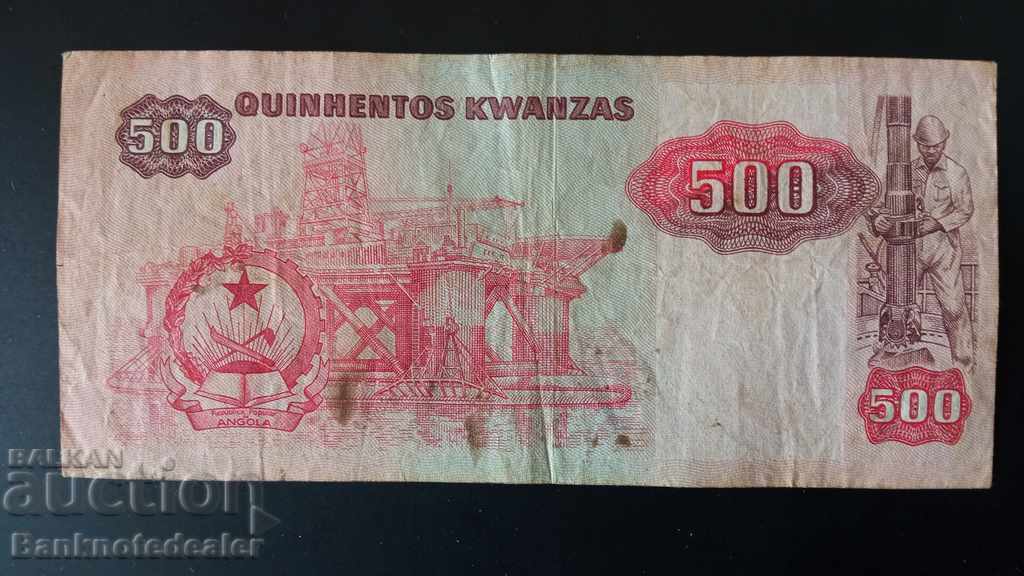 QUINHENTOS KWANZAS
500
500
República Popular
ANGOLA
500
BALKAN
auction
Banknotedealer